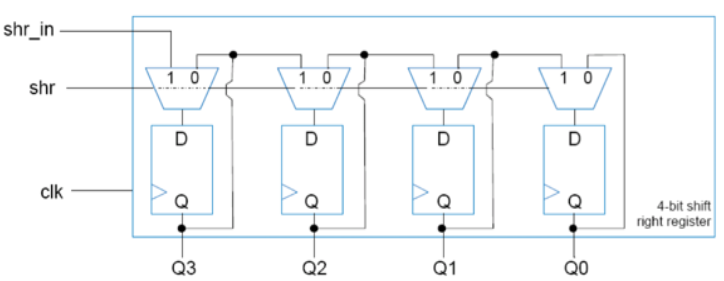 shr_in
1 0 1 0 1 0 1 0
shr
D D D D
clk
Q Q Q Q
4-bit shift
right register
Q3 Q2 Q1 Q0